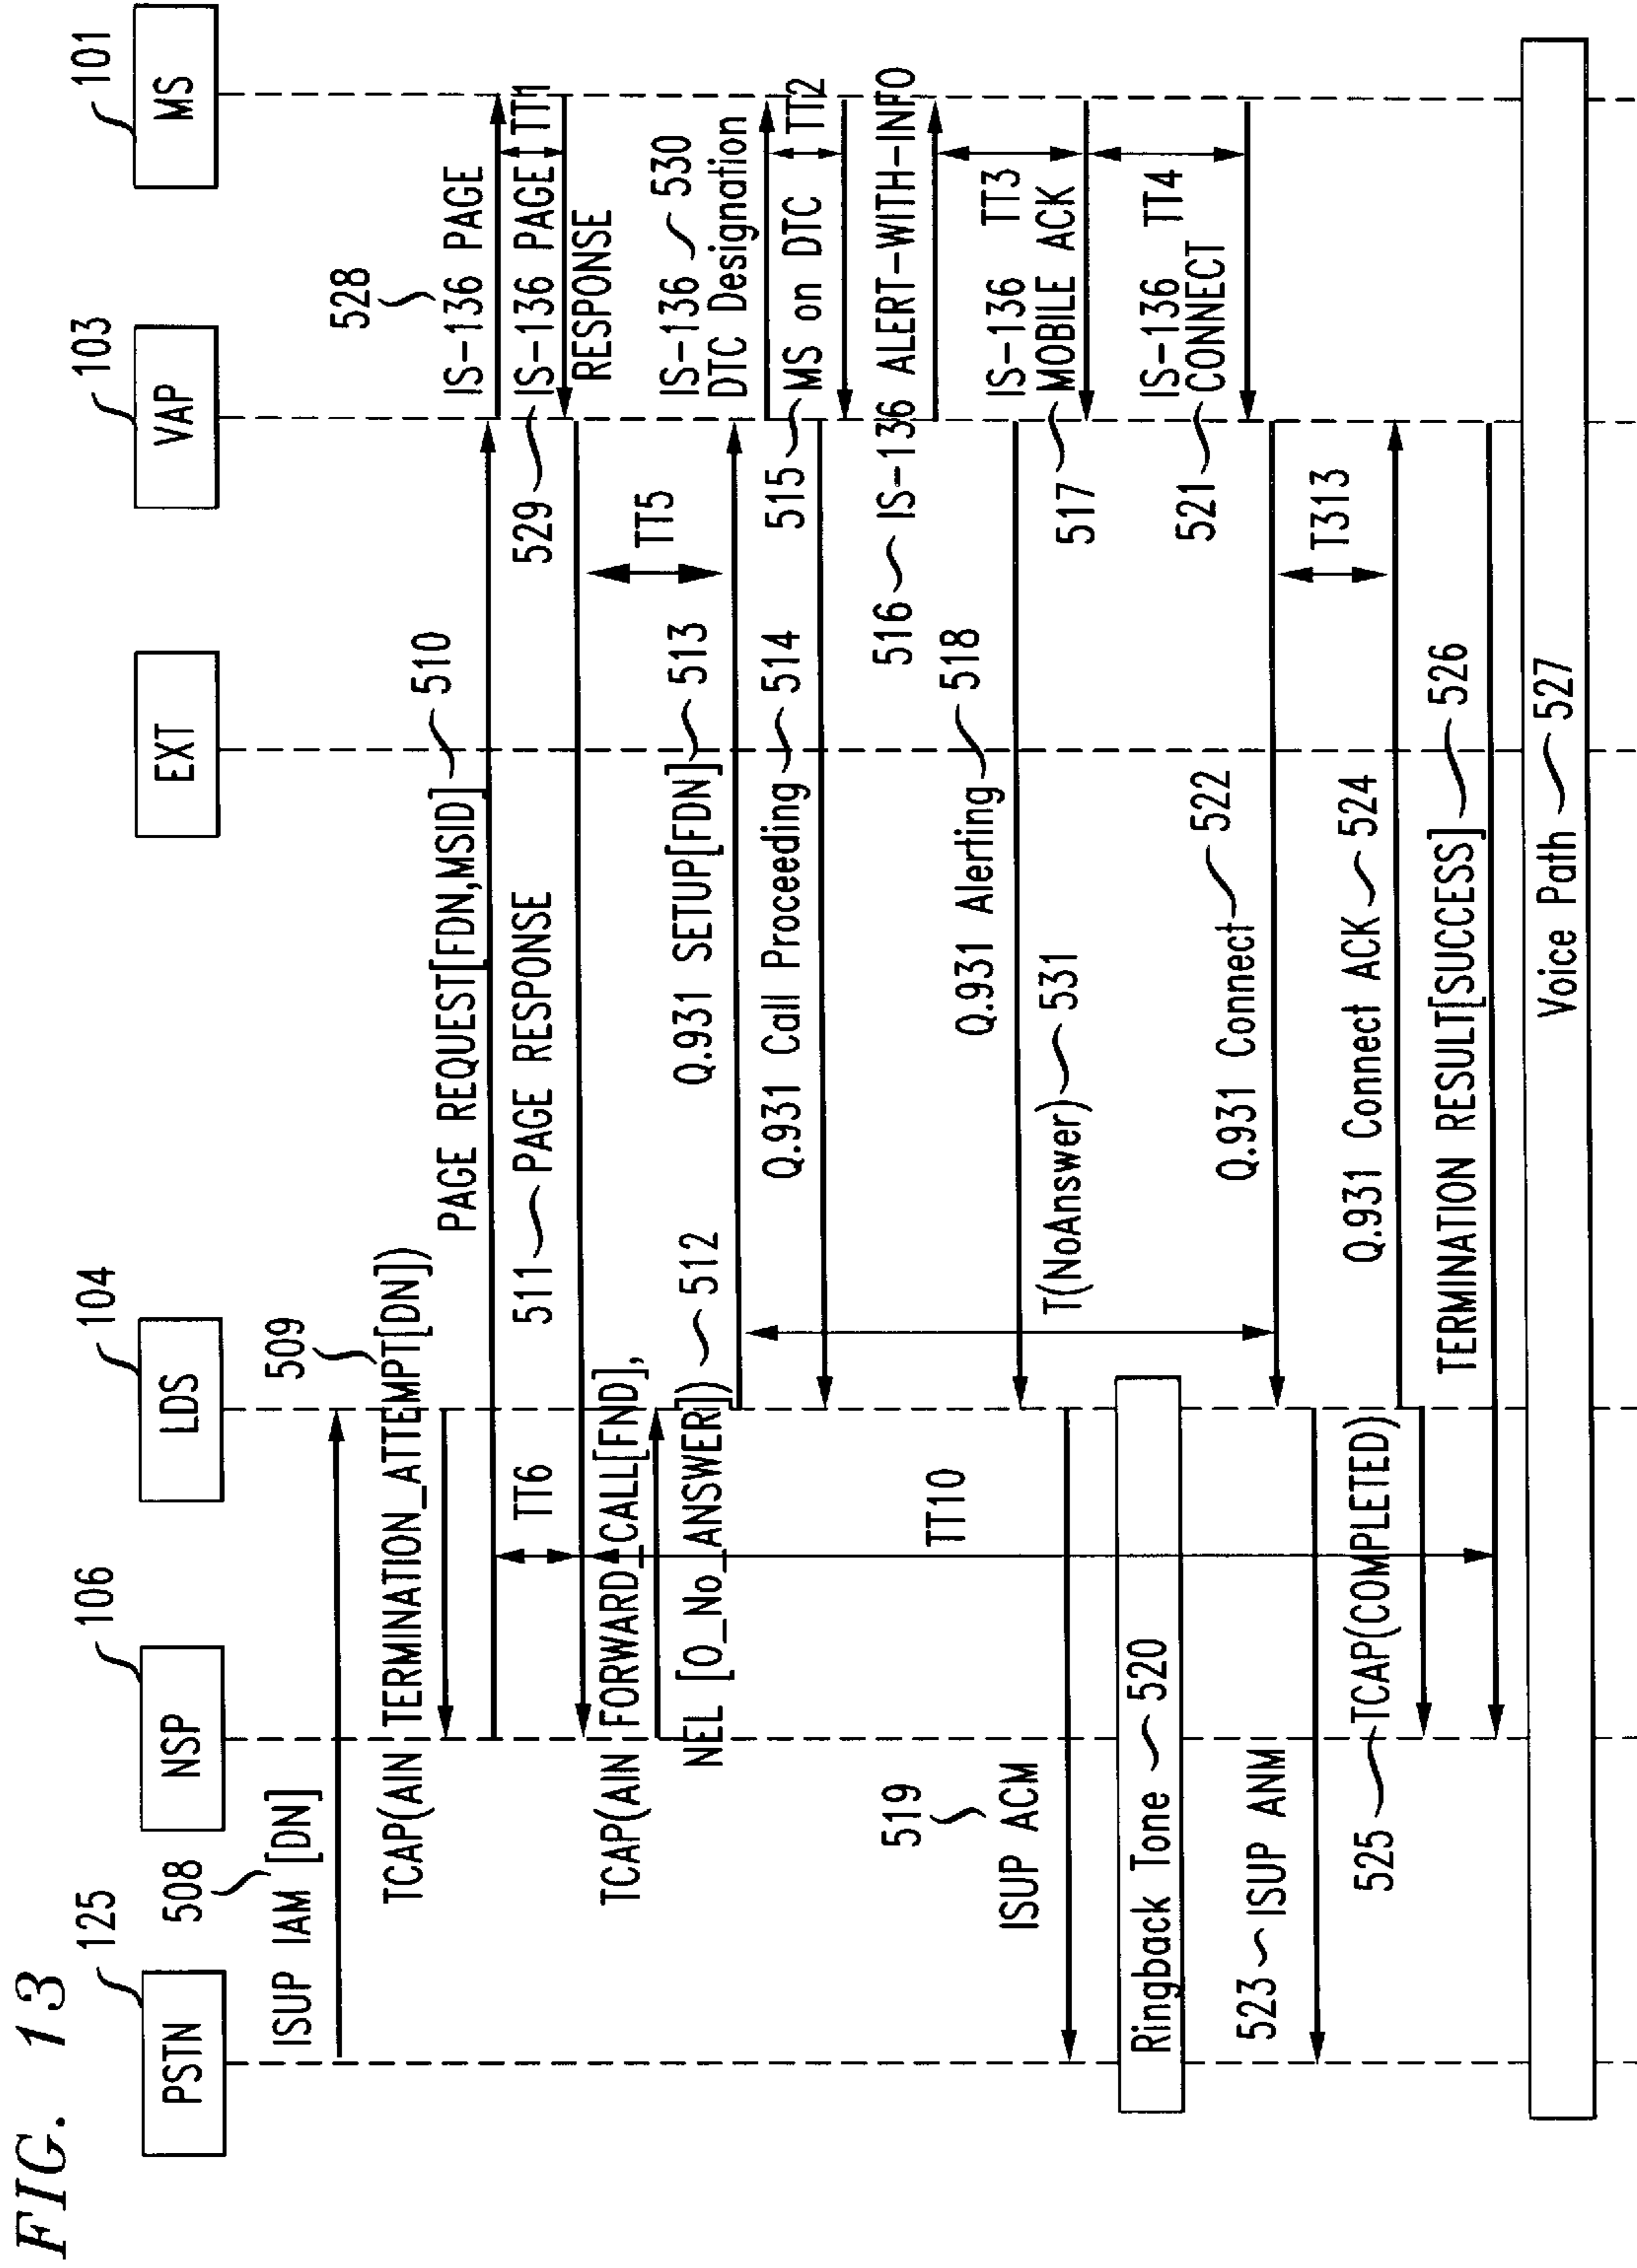 FIG. 13
PSTN
125
NSP
106
LDS
104
EXT
VAP
103
MS
101
508
ISUP IAM [DN]
509
TCAP(AIN TERMINATION_ATTEMPT[DN])
PAGE REQUEST[FDN,MSID]
510
528
IS-136 PAGE
529
IS-136 PAGE
RESPONSE
TT1
TT6
511
PAGE RESPONSE
TCAP(AIN FORWARD_CALL[FND],
NEL [O_No_ANSWER])
512
TT5
Q.931 SETUP[FDN]
513
IS-136
530
DTC Designation
Q.931 Call Proceeding
514
515
MS on DTC
TT2
516
IS-136 ALERT-WITH-INFO
TT10
Q.931 Alerting
518
519
ISUP ACM
T(NoAnswer)
531
517
IS-136
MOBILE ACK
TT3
Ringback Tone
520
521
IS-136
CONNECT
TT4
Q.931 Connect
522
523
ISUP ANM
T313
Q.931 Connect ACK
524
525
TCAP(COMPLETED)
TERMINATION RESULT[SUCCESS]
526
Voice Path
527